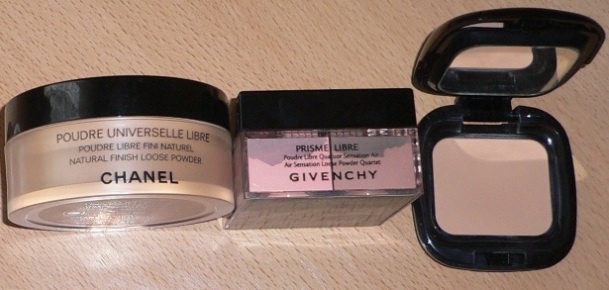 POUDRE UNIVERSELLE LIBRE
POUDRE LIBRE FINI NATUREL
NATURAL FINISH LOOSE POWDER
CHANEL
PRISME LIBRE
Poudre Libre Quatuor Sensation Air
Air Sensation Loose Powder Quartet
GIVENCHY